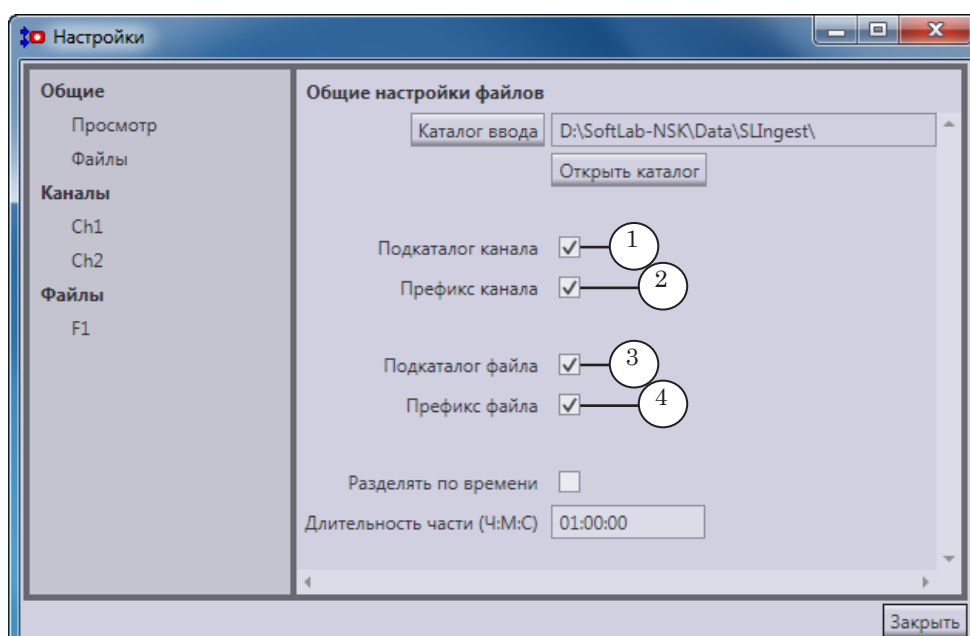 Настройки
Общие
Просмотр
Файлы
Каналы
Ch1
Ch2
Файлы
F1
Общие настройки файлов
Каталог ввода D:\SoftLab-NSK\Data\SLIngest\
Открыть каталог
Подкаталог канала 1
Префикс канала 2
Подкаталог файла 3
Префикс файла 4
Разделять по времени
Длительность части (Ч:М:С) 01:00:00
Закрыть